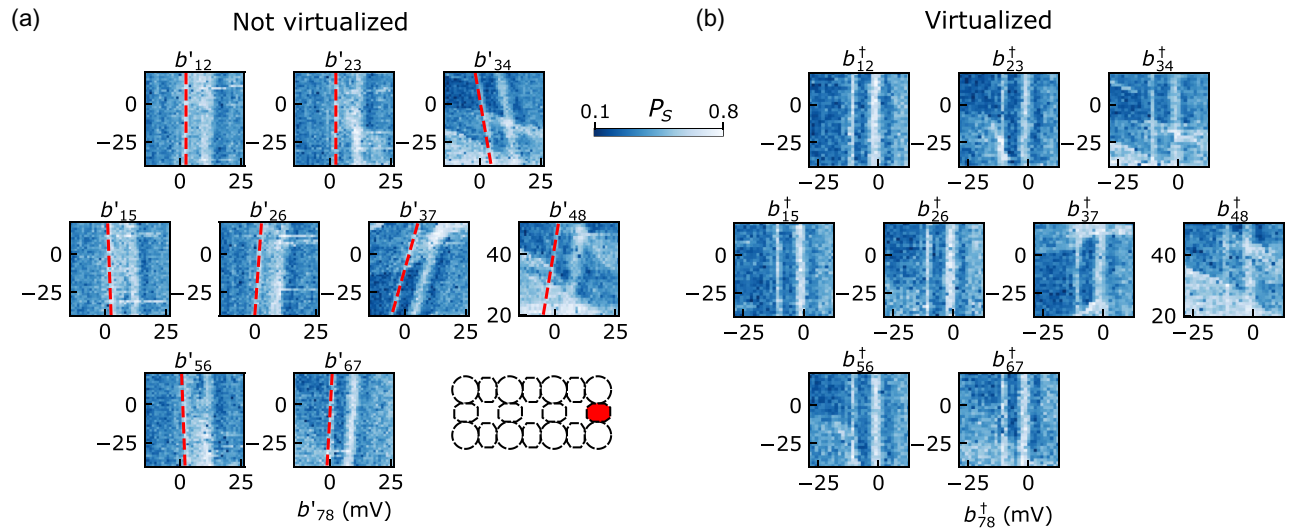 (a)
Not virtualized
b'12
b'23
b'34
0
−25
0
25
0
−25
0
25
0
−25
0
25
0.1
P_S
0.8
b'15
b'26
b'37
b'48
0
−25
0
25
0
−25
0
25
0
−25
0
25
40
20
0
25
b'56
b'67
0
−25
0
25
0
−25
0
25
b'78 (mV)
(b)
Virtualized
b†12
b†23
b†34
0
−25
−25
0
0
−25
−25
0
0
−25
−25
0
b†15
b†26
b†37
b†48
0
−25
−25
0
0
−25
−25
0
0
−25
−25
0
40
20
−25
0
b†56
b†67
0
−25
−25
0
0
−25
−25
0
b†78 (mV)